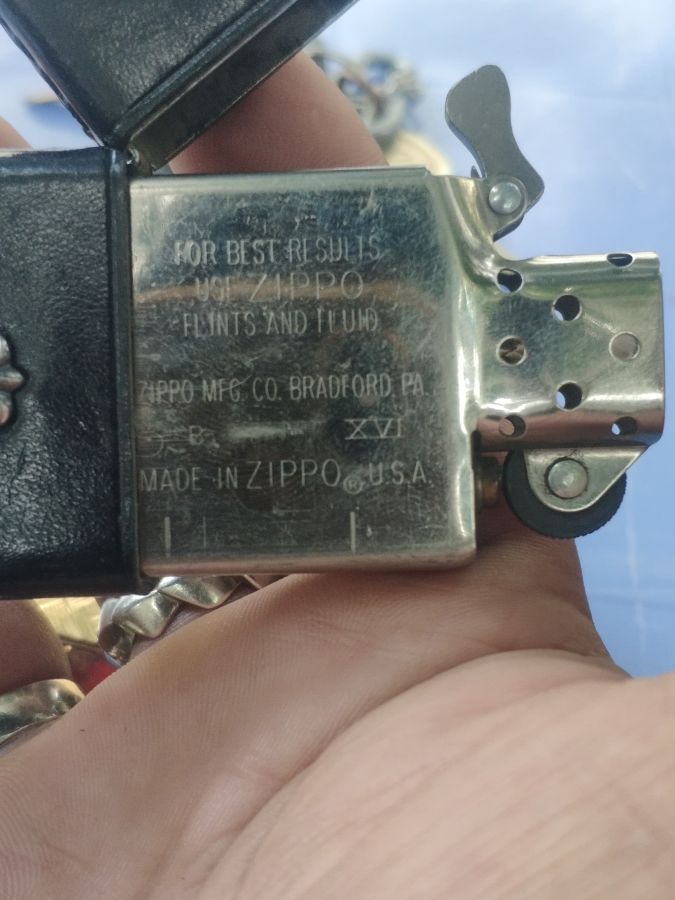 FOR BEST RESULTS
USE ZIPPO
FLINTS AND FLUID
ZIPPO MFG. CO. BRADFORD, PA.
B XVI
MADE IN ZIPPO® U.S.A.